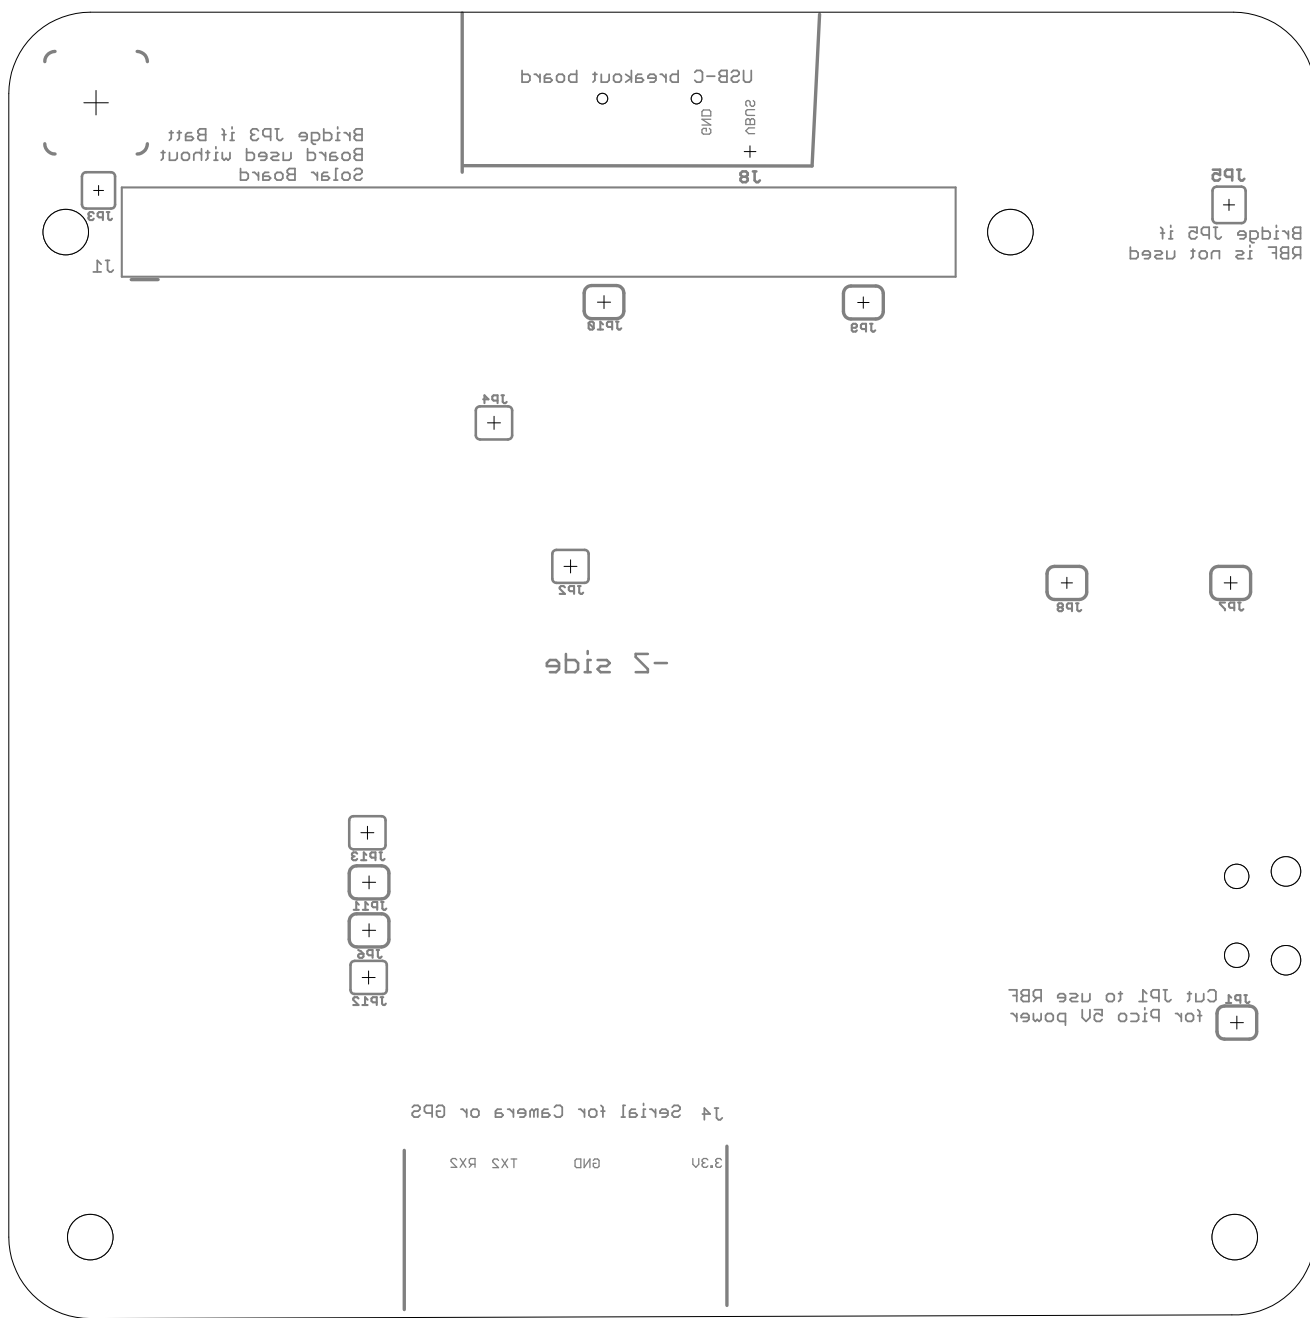 USB-C breakout board
GND
VBUS
J8
Bridge JP3 if Batt
Board used without
Solar Board
JP3
J1
JP5
Bridge JP5 if
RBF is not used
JP10
JP9
JP4
JP2
JP8
JP7
-Z side
JP13
JP11
JP6
JP12
Cut JP1 to use RBF
for Pico 5V power
JP1
J4 Serial for Camera or GPS
3.3V
GND
TX2
RX2